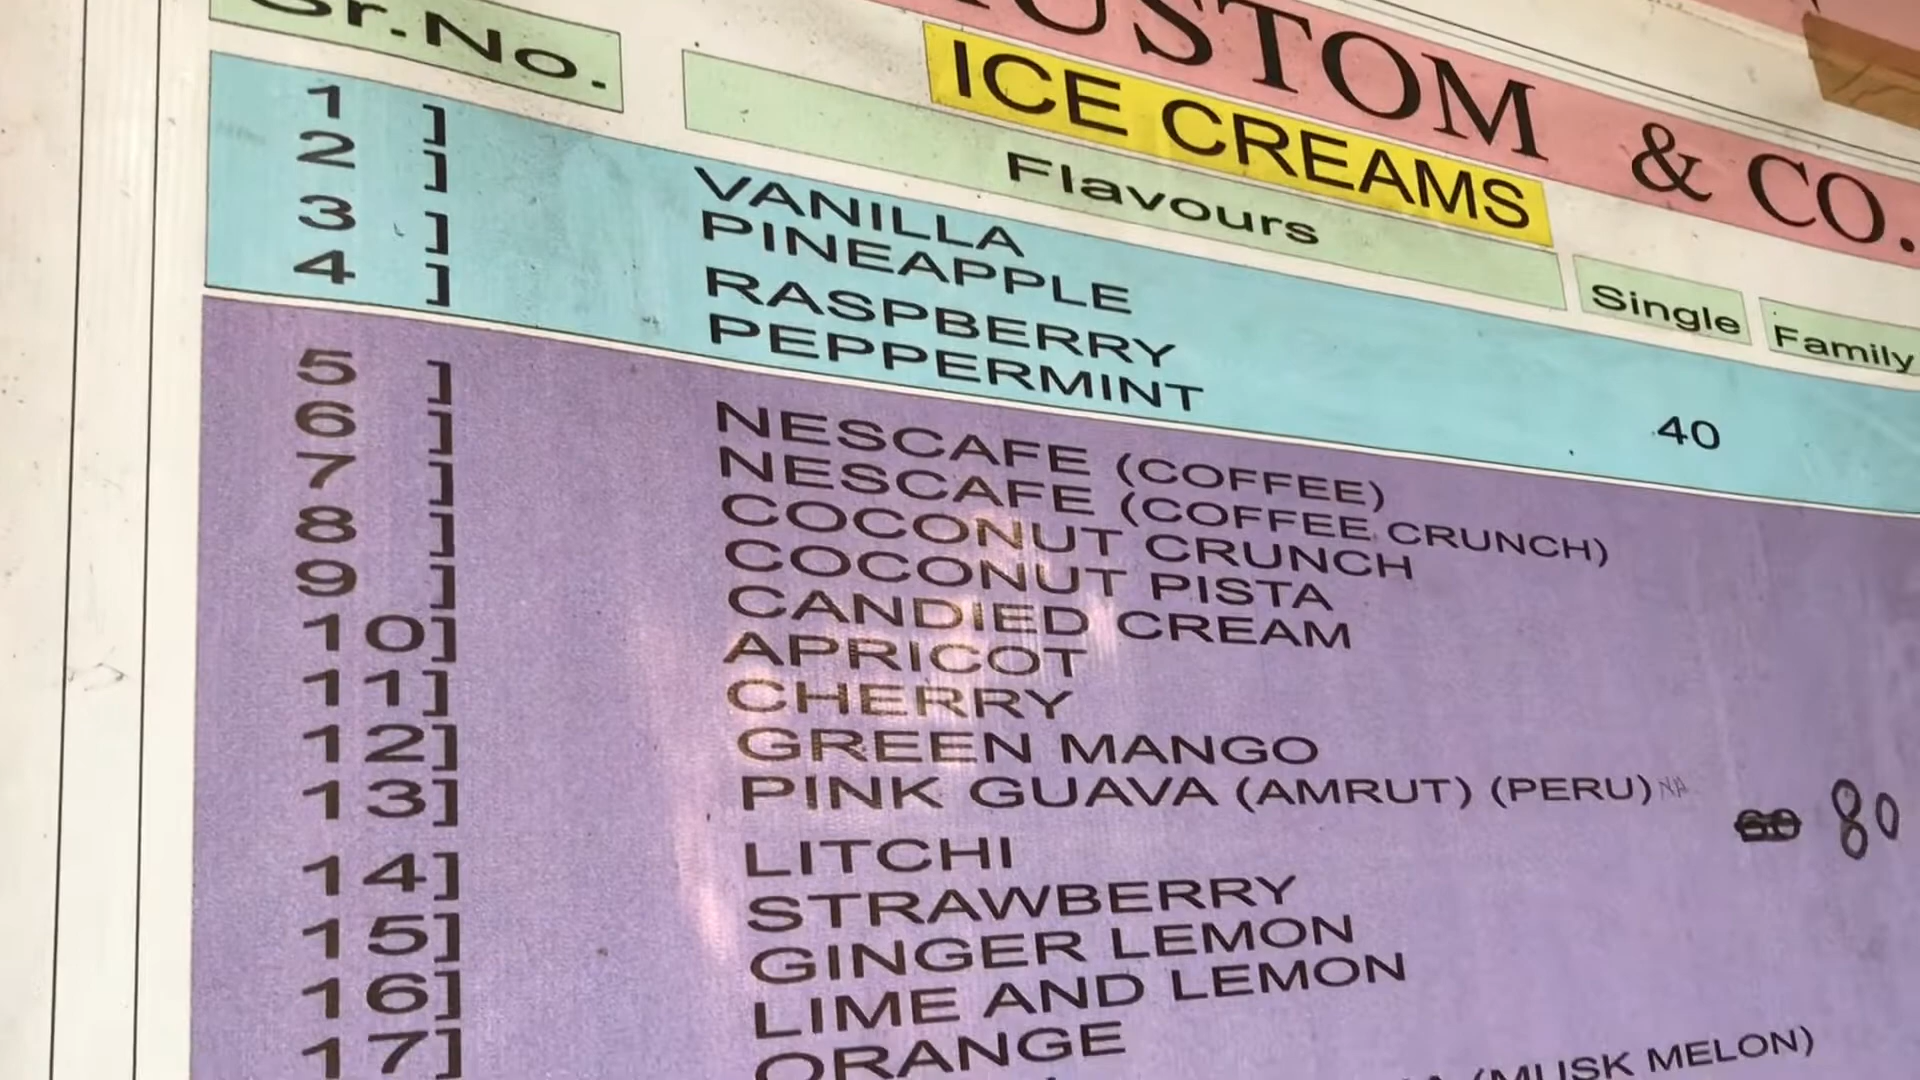 Sr.No.
USTOM & CO.
ICE CREAMS
Flavours
Single
Family
1 ] VANILLA
2 ] PINEAPPLE
3 ] RASPBERRY
4 ] PEPPERMINT
40
5 ] NESCAFE (COFFEE)
6 ] NESCAFE (COFFEE CRUNCH)
7 ] COCONUT CRUNCH
8 ] COCONUT PISTA
9 ] CANDIED CREAM
10] APRICOT
11] CHERRY
12] GREEN MANGO
13] PINK GUAVA (AMRUT) (PERU) NA
60 80
14] LITCHI
15] STRAWBERRY
16] GINGER LEMON
17] LIME AND LEMON
ORANGE
(MUSK MELON)